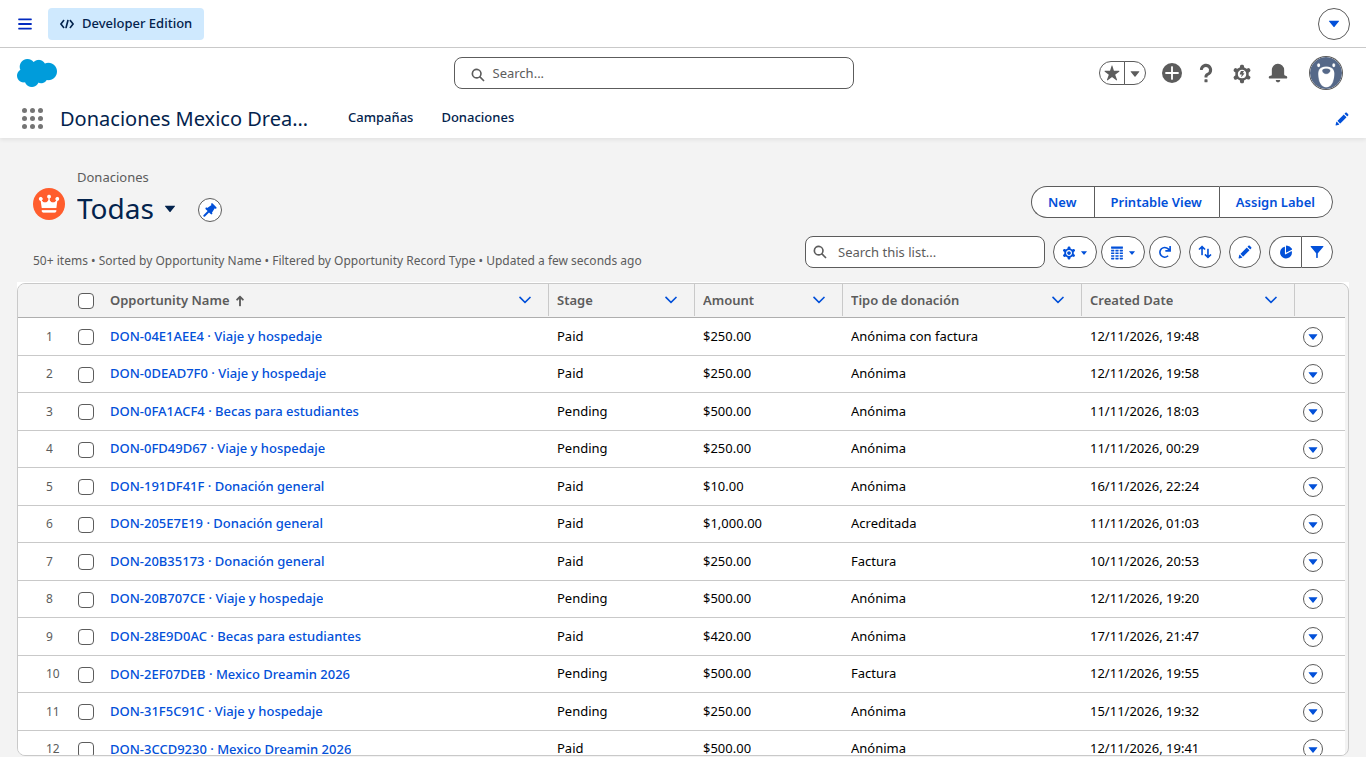 Developer Edition
Search...
Donaciones Mexico Drea...
Campañas
Donaciones
Donaciones
Todas
New
Printable View
Assign Label
50+ items • Sorted by Opportunity Name • Filtered by Opportunity Record Type • Updated a few seconds ago
Search this list...
Opportunity Name Stage Amount Tipo de donación Created Date
1 DON-04E1AEE4 · Viaje y hospedaje Paid $250.00 Anónima con factura 12/11/2026, 19:48
2 DON-0DEAD7F0 · Viaje y hospedaje Paid $250.00 Anónima 12/11/2026, 19:58
3 DON-0FA1ACF4 · Becas para estudiantes Pending $500.00 Anónima 11/11/2026, 18:03
4 DON-0FD49D67 · Viaje y hospedaje Pending $250.00 Anónima 11/11/2026, 00:29
5 DON-191DF41F · Donación general Paid $10.00 Anónima 16/11/2026, 22:24
6 DON-205E7E19 · Donación general Paid $1,000.00 Acreditada 11/11/2026, 01:03
7 DON-20B35173 · Donación general Paid $250.00 Factura 10/11/2026, 20:53
8 DON-20B707CE · Viaje y hospedaje Pending $500.00 Anónima 12/11/2026, 19:20
9 DON-28E9D0AC · Becas para estudiantes Paid $420.00 Anónima 17/11/2026, 21:47
10 DON-2EF07DEB · Mexico Dreamin 2026 Pending $500.00 Factura 12/11/2026, 19:55
11 DON-31F5C91C · Viaje y hospedaje Pending $250.00 Anónima 15/11/2026, 19:32
12 DON-3CCD9230 · Mexico Dreamin 2026 Paid $500.00 Anónima 12/11/2026, 19:41